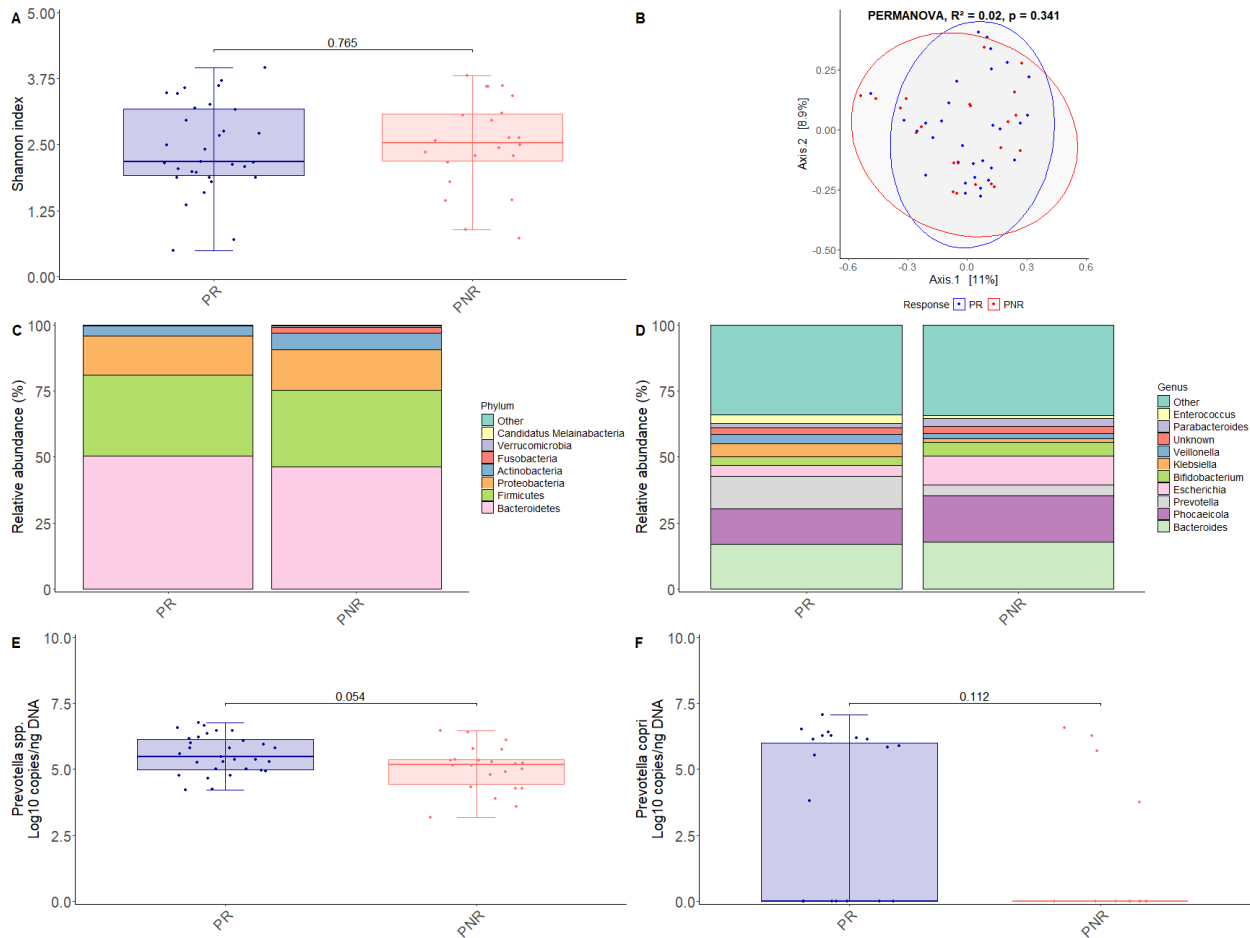 A
5.00
3.75
2.50
1.25
0.00
Shannon index
0.765
PR
PNR
B
PERMANOVA, R² = 0.02, p = 0.341
0.25
0.00
-0.25
-0.50
Axis.2 [8.9%]
-0.6
-0.3
0.0
0.3
0.6
Axis.1 [11%]
Response
PR
PNR
C
100
75
50
25
0
Relative abundance (%)
PR
PNR
Phylum
Other
Candidatus Melainabacteria
Verrucomicrobia
Fusobacteria
Actinobacteria
Proteobacteria
Firmicutes
Bacteroidetes
D
100
75
50
25
0
Relative abundance (%)
PR
PNR
Genus
Other
Enterococcus
Parabacteroides
Unknown
Veillonella
Klebsiella
Bifidobacterium
Escherichia
Prevotella
Phocaeicola
Bacteroides
E
10.0
7.5
5.0
2.5
0.0
Prevotella spp.
Log10 copies/ng DNA
0.054
PR
PNR
F
10.0
7.5
5.0
2.5
0.0
Prevotella copri
Log10 copies/ng DNA
0.112
PR
PNR